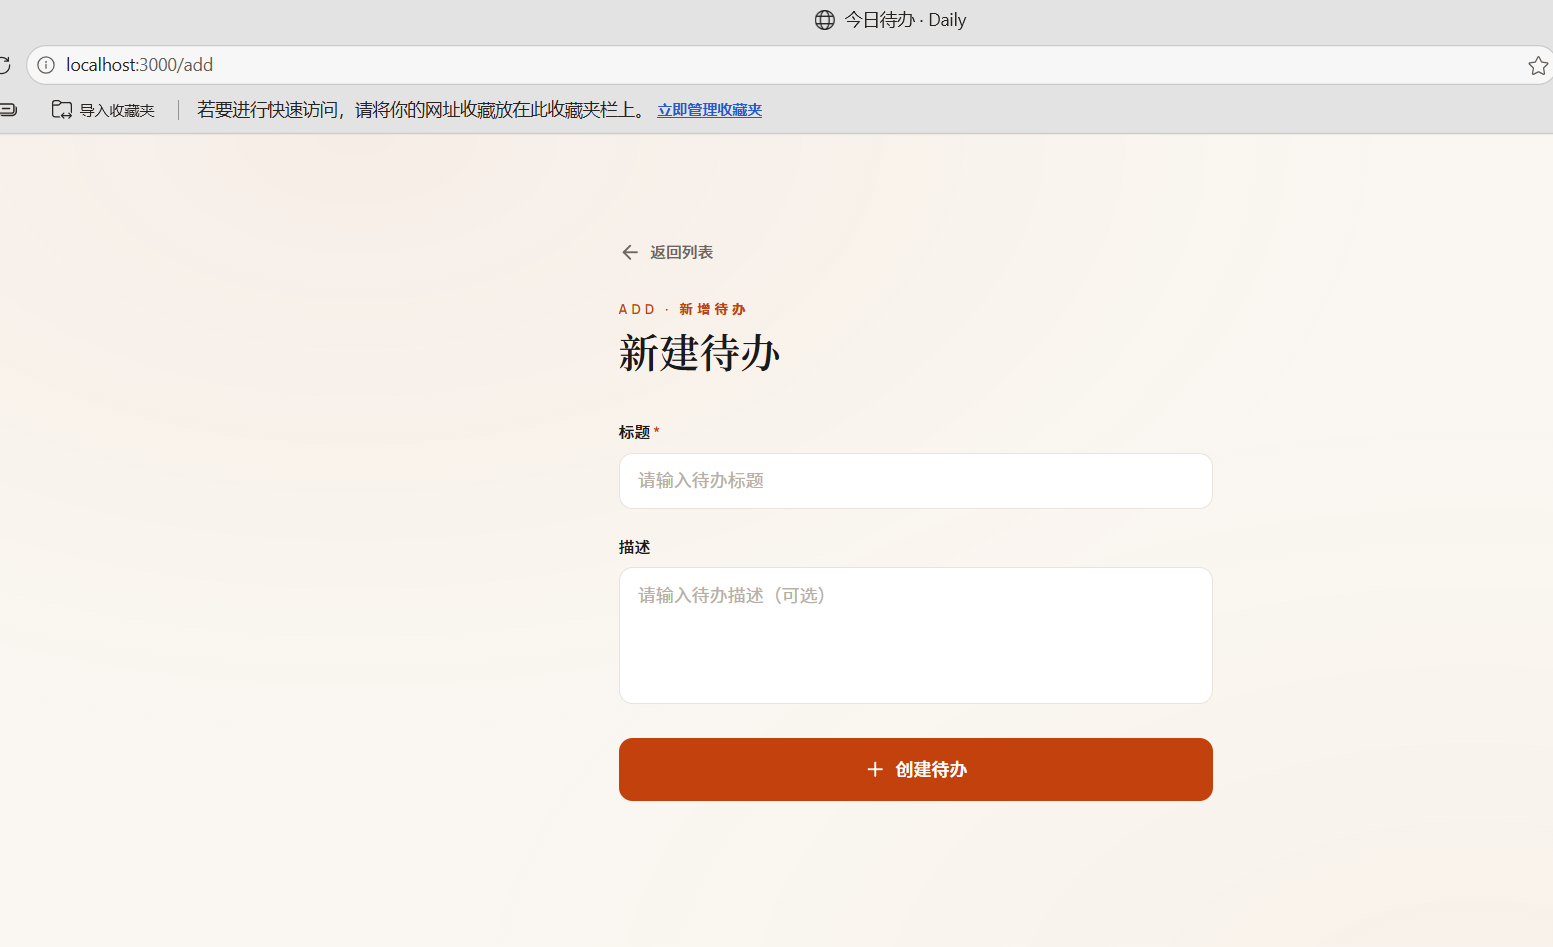 今日待办 · Daily
localhost:3000/add
导入收藏夹
若要进行快速访问，请将你的网址收藏放在此收藏夹栏上。 立即管理收藏夹
返回列表
ADD · 新增待办
新建待办
标题*
请输入待办标题
描述
请输入待办描述（可选）
创建待办